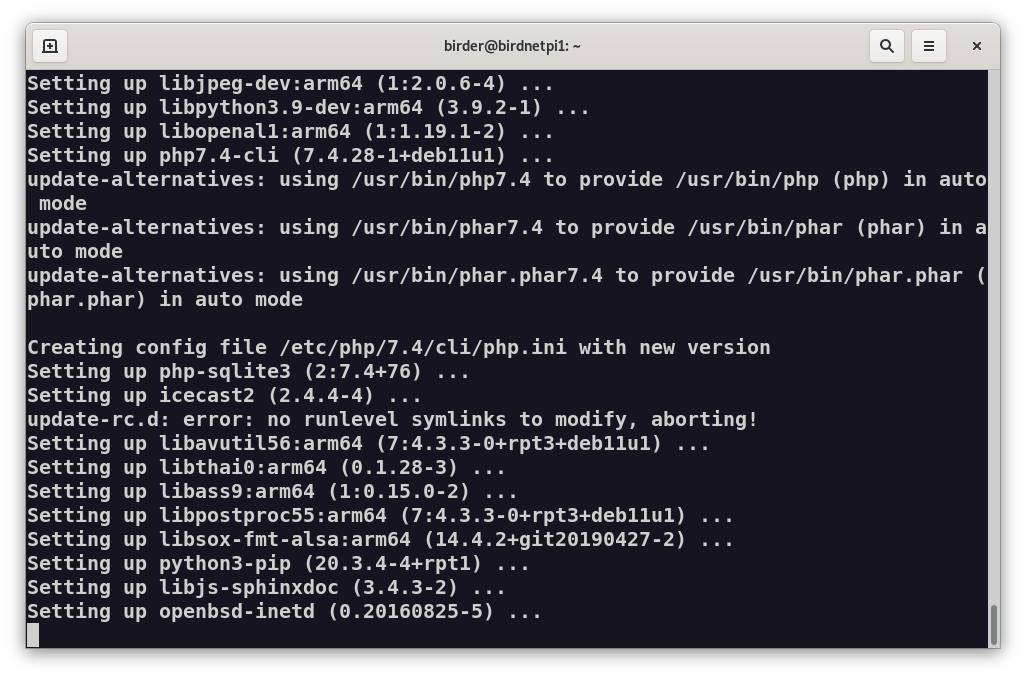 birder@birdnetpi1: ~
Setting up libjpeg-dev:arm64 (1:2.0.6-4) ...
Setting up libpython3.9-dev:arm64 (3.9.2-1) ...
Setting up libopenal1:arm64 (1:1.19.1-2) ...
Setting up php7.4-cli (7.4.28-1+deb11u1) ...
update-alternatives: using /usr/bin/php7.4 to provide /usr/bin/php (php) in auto
 mode
update-alternatives: using /usr/bin/phar7.4 to provide /usr/bin/phar (phar) in a
uto mode
update-alternatives: using /usr/bin/phar.phar7.4 to provide /usr/bin/phar.phar (
phar.phar) in auto mode

Creating config file /etc/php/7.4/cli/php.ini with new version
Setting up php-sqlite3 (2:7.4+76) ...
Setting up icecast2 (2.4.4-4) ...
update-rc.d: error: no runlevel symlinks to modify, aborting!
Setting up libavutil56:arm64 (7:4.3.3-0+rpt3+deb11u1) ...
Setting up libthai0:arm64 (0.1.28-3) ...
Setting up libass9:arm64 (1:0.15.0-2) ...
Setting up libpostproc55:arm64 (7:4.3.3-0+rpt3+deb11u1) ...
Setting up libsox-fmt-alsa:arm64 (14.4.2+git20190427-2) ...
Setting up python3-pip (20.3.4-4+rpt1) ...
Setting up libjs-sphinxdoc (3.4.3-2) ...
Setting up openbsd-inetd (0.20160825-5) ...